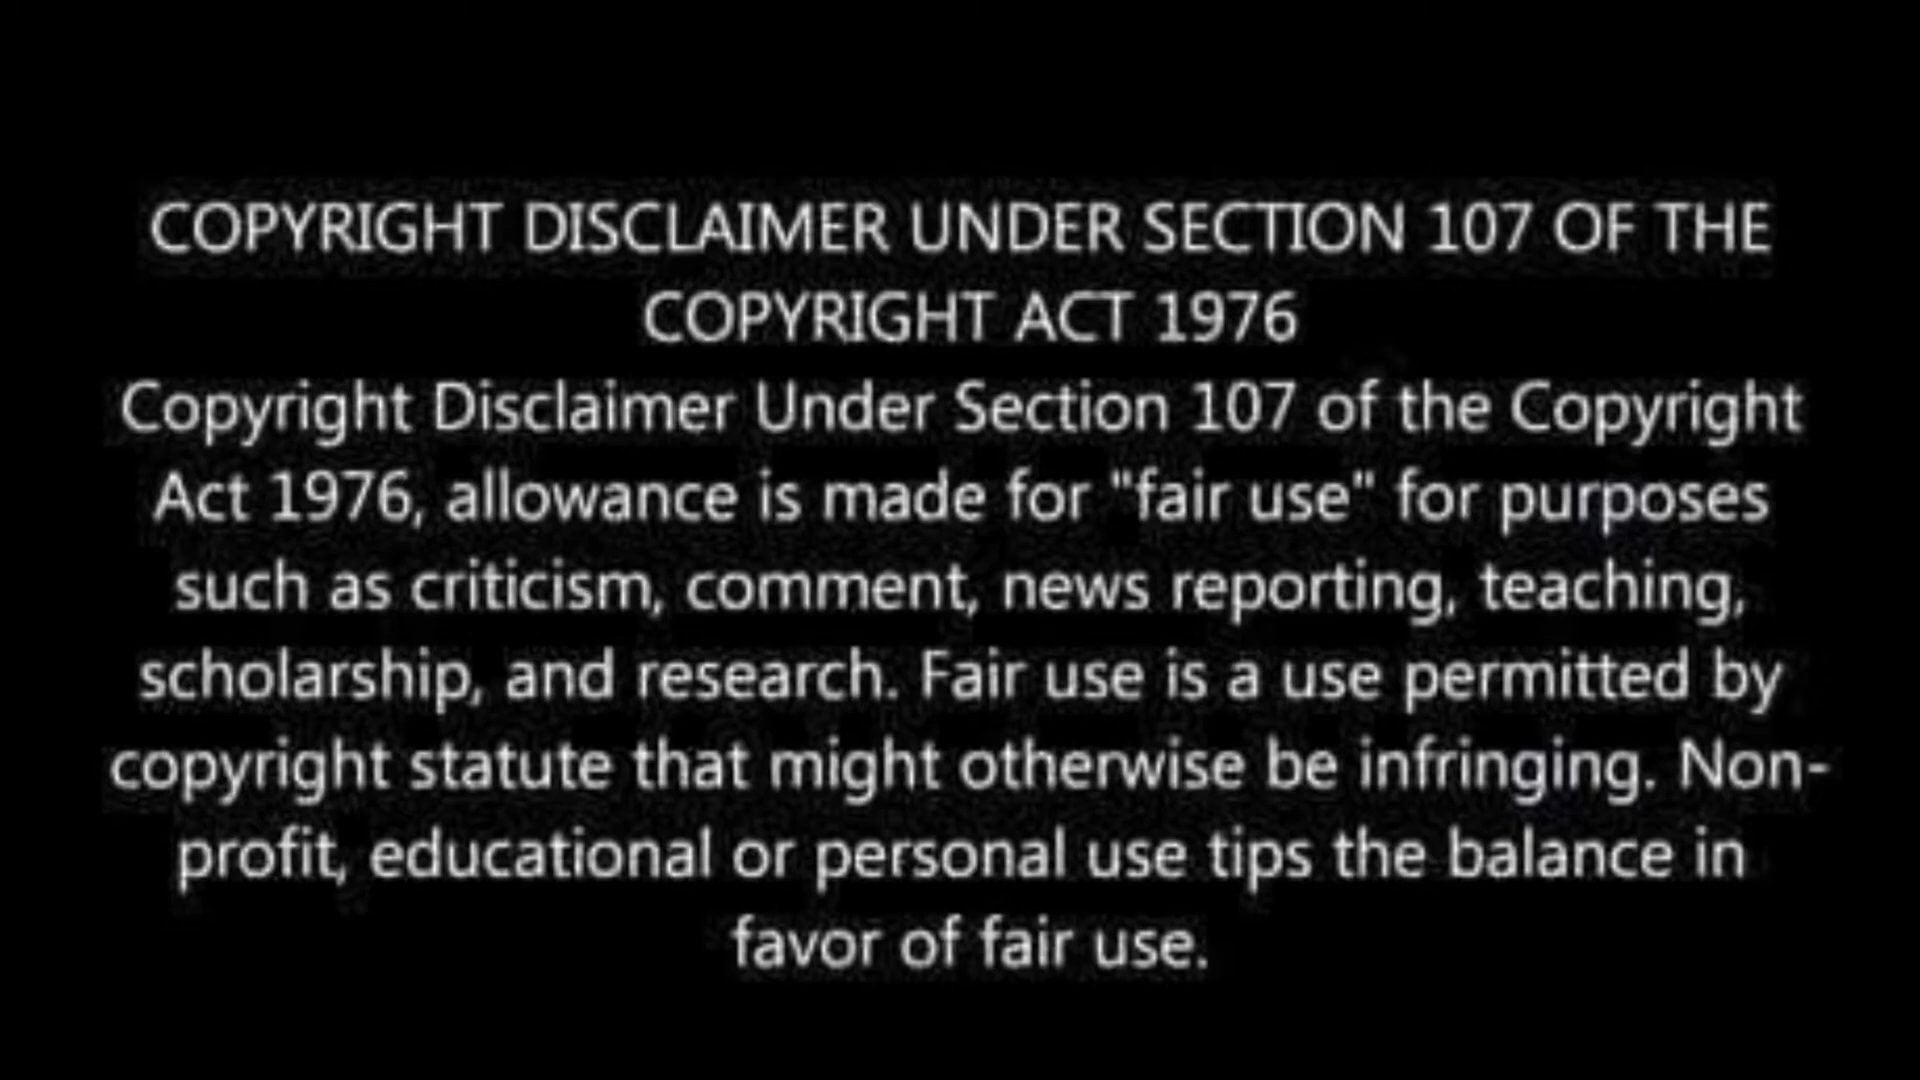 COPYRIGHT DISCLAIMER UNDER SECTION 107 OF THE
COPYRIGHT ACT 1976
Copyright Disclaimer Under Section 107 of the Copyright
Act 1976, allowance is made for "fair use" for purposes
such as criticism, comment, news reporting, teaching,
scholarship, and research. Fair use is a use permitted by
copyright statute that might otherwise be infringing. Non-
profit, educational or personal use tips the balance in
favor of fair use.